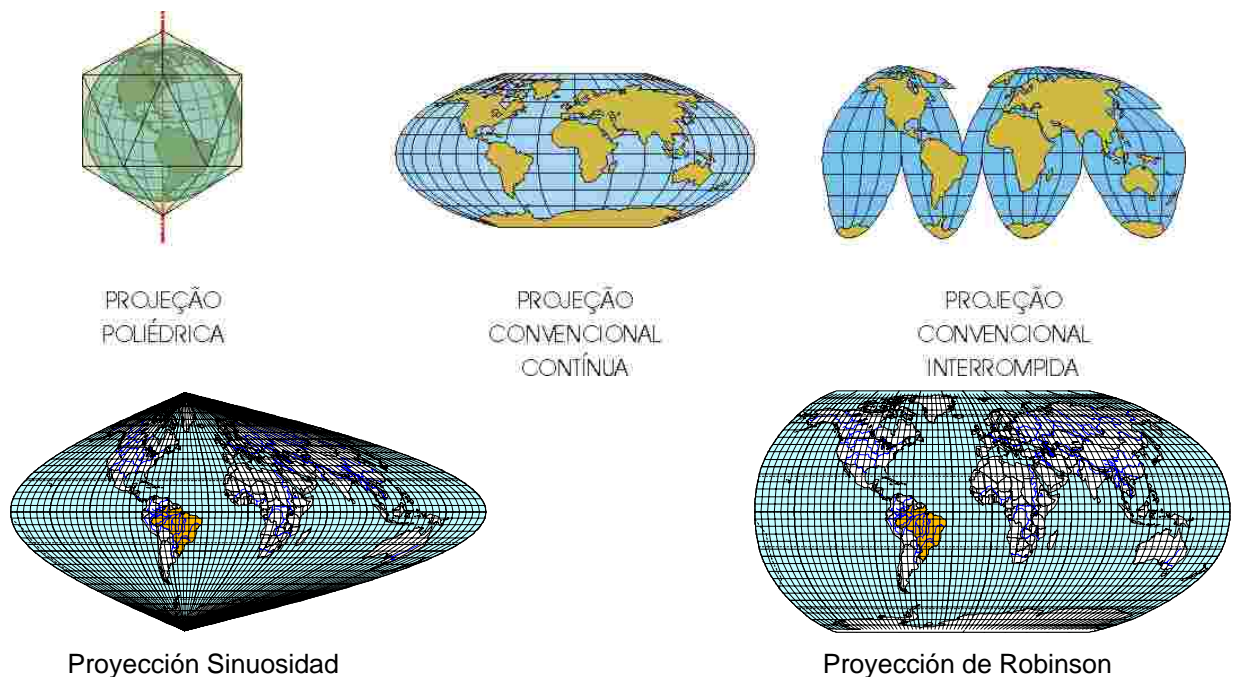 PROJEÇÃO
POLIÉDRICA
PROJEÇÃO
CONVENCIONAL
CONTÍNUA
PROJEÇÃO
CONVENCIONAL
INTERROMPIDA
Proyección Sinuosidad
Proyección de Robinson